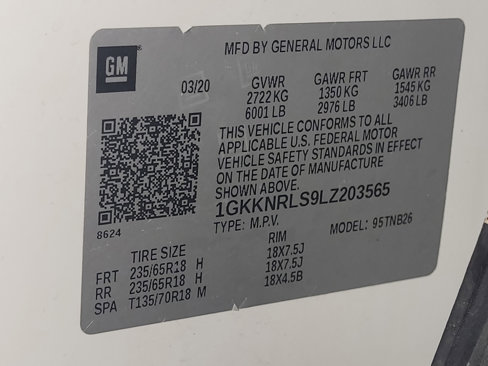 GM
MFD BY GENERAL MOTORS LLC
03/20 GVWR GAWR FRT GAWR RR
2722 KG 1350 KG 1545 KG
6001 LB 2976 LB 3406 LB
THIS VEHICLE CONFORMS TO ALL
APPLICABLE U.S. FEDERAL MOTOR
VEHICLE SAFETY STANDARDS IN EFFECT
ON THE DATE OF MANUFACTURE
SHOWN ABOVE.
1GKKNRLS9LZ203565
8624
TYPE: M.P.V. MODEL: 95TNB26
TIRE SIZE RIM
FRT 235/65R18 H 18X7.5J
RR 235/65R18 H 18X7.5J
SPA T135/70R18 M 18X4.5B